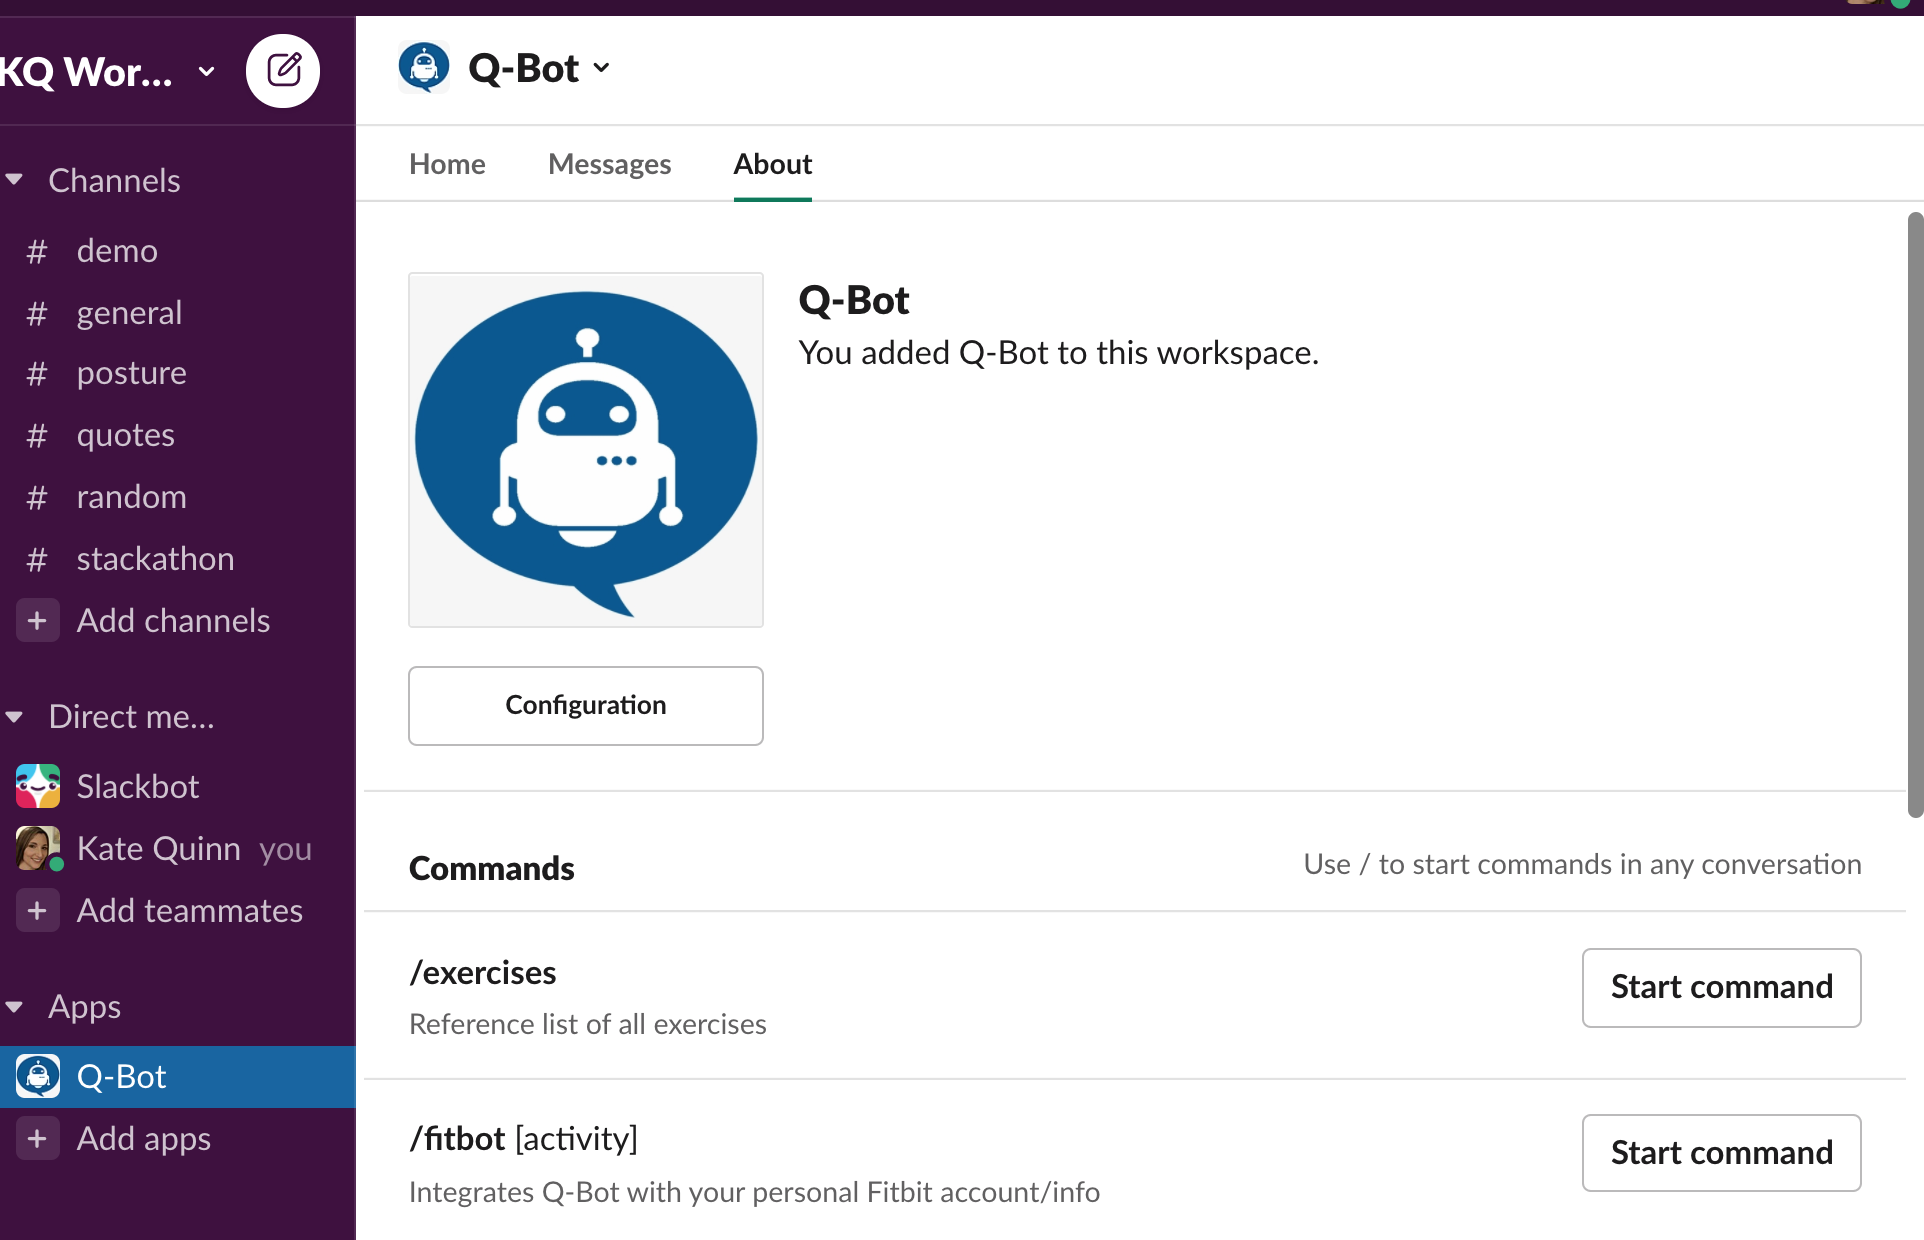 KQ Wor...
Channels
# demo
# general
# posture
# quotes
# random
# stackathon
+ Add channels
Direct me...
Slackbot
Kate Quinn you
+ Add teammates
Apps
Q-Bot
+ Add apps
Q-Bot
Home Messages About
Q-Bot
You added Q-Bot to this workspace.
Configuration
Commands Use / to start commands in any conversation
/exercises
Reference list of all exercises
Start command
/fitbot [activity]
Integrates Q-Bot with your personal Fitbit account/info
Start command